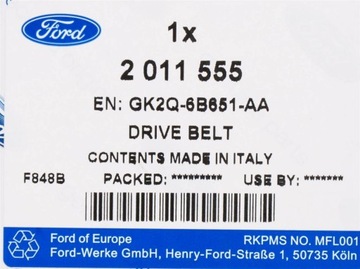 Ford
1x
2 011 555
EN: GK2Q-6B651-AA
DRIVE BELT
CONTENTS MADE IN ITALY
F848B PACKED: ********* USE BY: *******
Ford of Europe RKPMS NO. MFL001
Ford-Werke GmbH, Henry-Ford-Straße 1, 50735 Köln